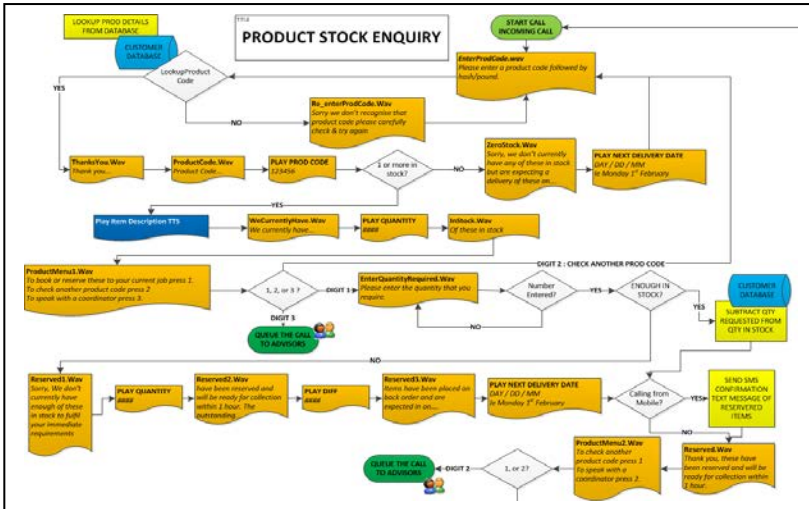 LOOKUP PROD DETAILS
FROM DATABASE
CUSTOMER
DATABASE
LookupProduct
Code
TITLE
PRODUCT STOCK ENQUIRY
START CALL
INCOMING CALL
EnterProdCode.wav
Please enter a product code followed by
hash/pound.
YES
NO
Re_enterProdCode.Wav
Sorry we don't recognise that
product code please carefully
check & try again
ThankYou.Wav
Thank you...
ProductCode.Wav
Product Code...
PLAY PROD CODE
123456
1 or more in
stock?
NO
ZeroStock.Wav
Sorry, we don't currently
have any of these in stock
but are expecting a
delivery of these on...
PLAY NEXT DELIVERY DATE
DAY / DD / MM
Ie Monday 1st February
YES
Play Item Description TTS
WeCurrentlyHave.Wav
We currently have...
PLAY QUANTITY
####
InStock.Wav
Of these in stock
DIGIT 2 : CHECK ANOTHER PROD CODE
ProductMenu1.Wav
To book or reserve these to your current job press 1.
To check another product code press 2
To speak with a coordinator press 3.
1, 2, or 3 ?
DIGIT 1
EnterQuantityRequired.Wav
Please enter the quantity that you
require.
Number
Entered?
YES
NO
ENOUGH IN
STOCK?
YES
CUSTOMER
DATABASE
SUBTRACT QTY
REQUESTED FROM
QTY IN STOCK
DIGIT 3
QUEUE THE CALL
TO ADVISORS
NO
Reserved1.Wav
Sorry, We don't
currently have
enough of these
in stock to fulfil
your immediate
requirements
PLAY QUANTITY
####
Reserved2.Wav
have been reserved and
will be ready for collection
within 1 hour. The
outstanding...
PLAY DIFF
####
Reserved3.Wav
Items have been placed on
back order and are
expected in on....
PLAY NEXT DELIVERY DATE
DAY / DD / MM
Ie Monday 1st February
Calling from
Mobile?
YES
SEND SMS
CONFIRMATION
TEXT MESSAGE OF
RESERVERED
ITEMS
NO
Reserved.Wav
Thank you, these have
been reserved and will be
ready for collection within
1 hour.
ProductMenu2.Wav
To check another
product code press 1
To speak with a
coordinator press 2.
1, or 2?
DIGIT 2
QUEUE THE CALL
TO ADVISORS